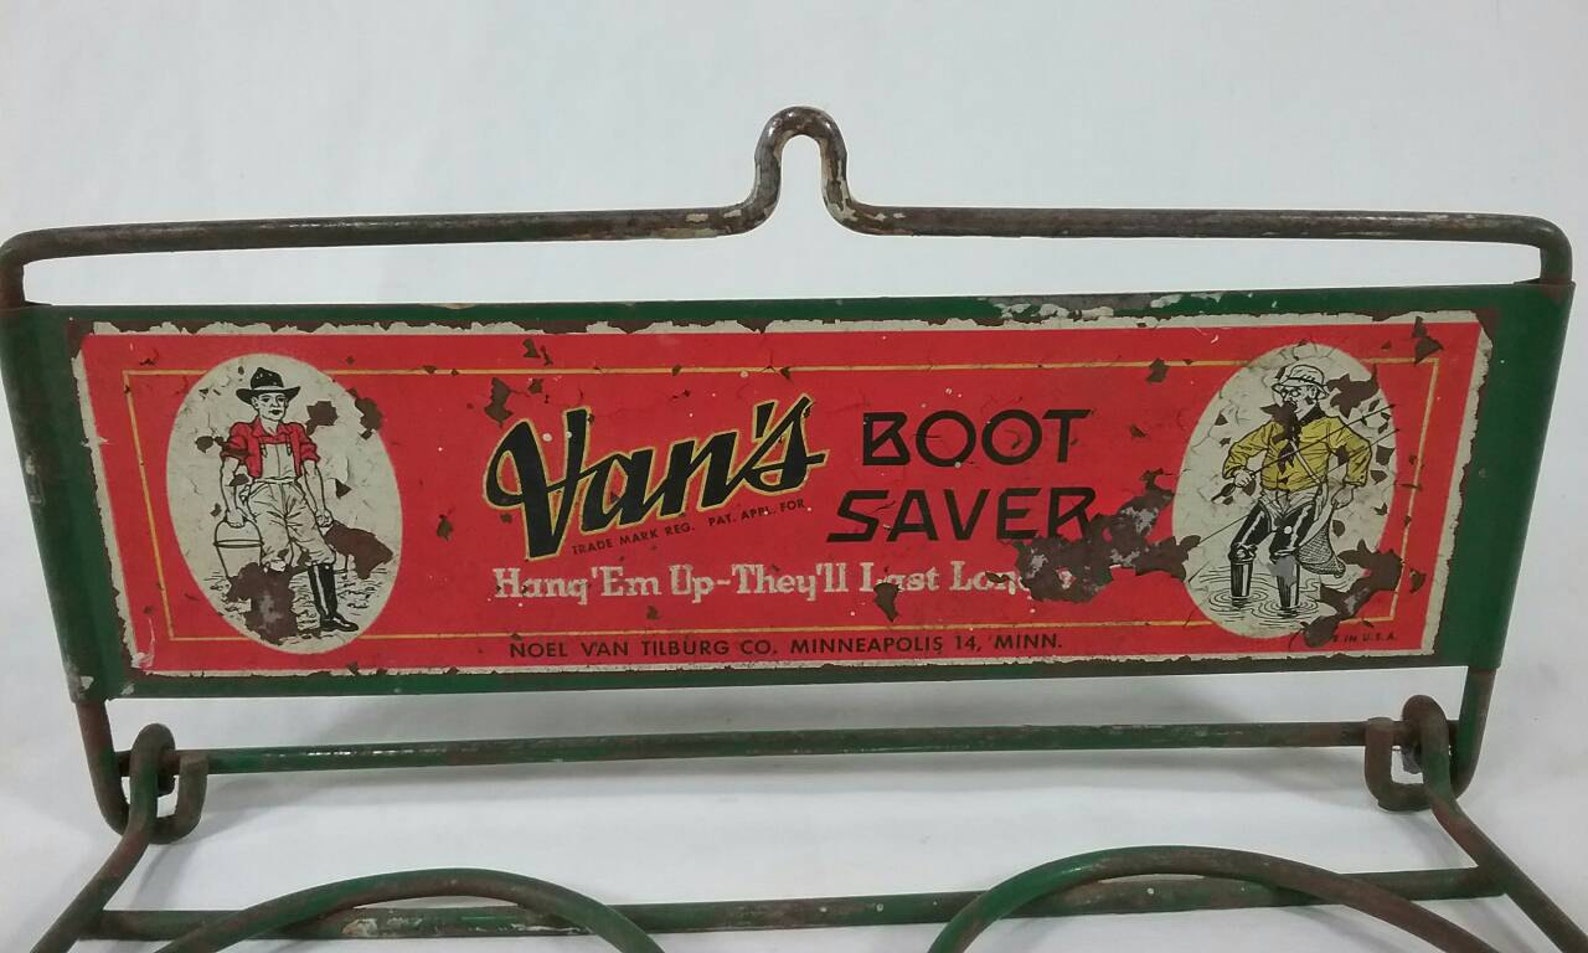 Van's BOOT SAVER
TRADE MARK REG. PAT. APPL. FOR
Hang 'Em Up-They'll Last
NOEL VAN TILBURG CO. MINNEAPOLIS 14, MINN.
IN U.S.A.